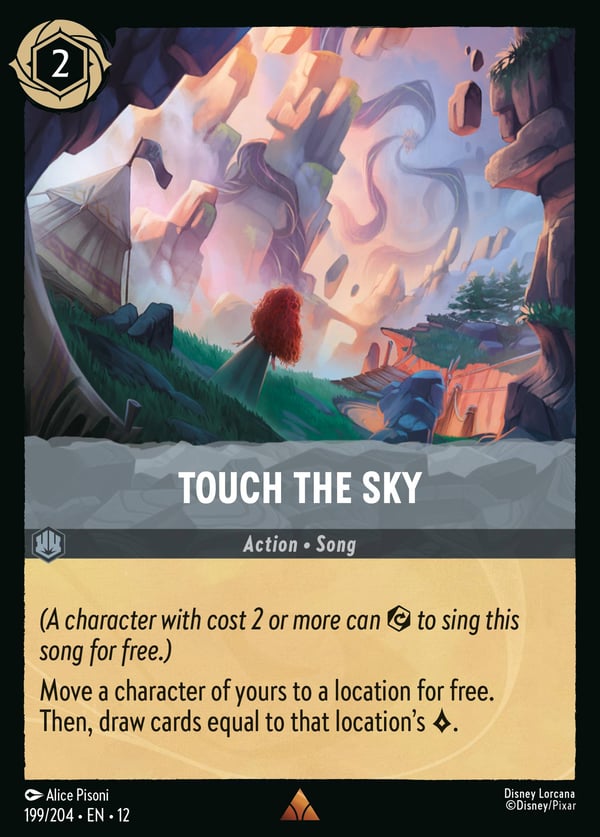 2
TOUCH THE SKY
Action • Song
(A character with cost 2 or more can to sing this
song for free.)
Move a character of yours to a location for free.
Then, draw cards equal to that location's .
Alice Pisoni
199/204 • EN • 12
Disney Lorcana
©Disney/Pixar